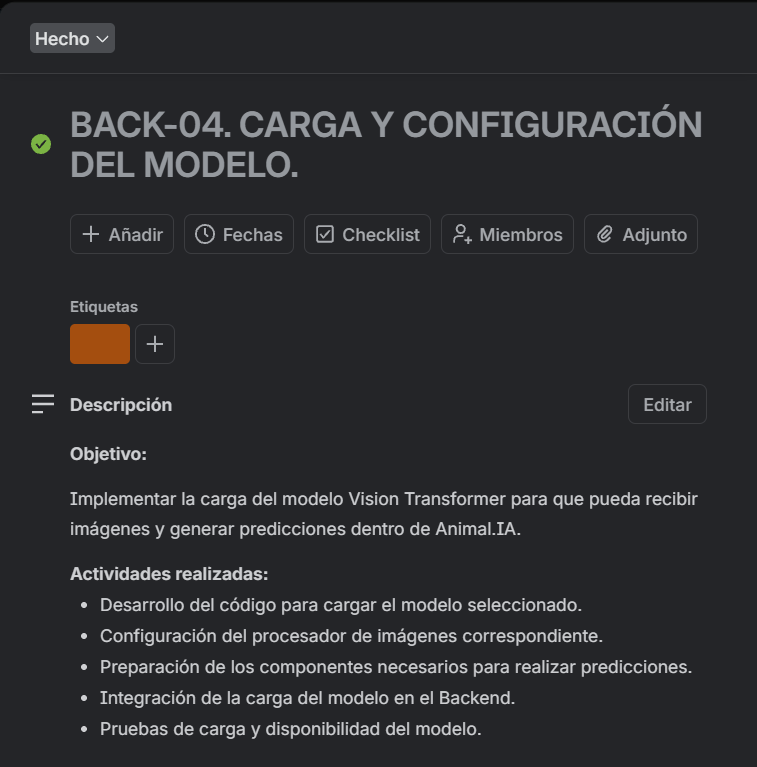 Hecho
BACK-04. CARGA Y CONFIGURACIÓN
DEL MODELO.
Añadir
Fechas
Checklist
Miembros
Adjunto
Etiquetas
Descripción
Editar
Objetivo:
Implementar la carga del modelo Vision Transformer para que pueda recibir
imágenes y generar predicciones dentro de Animal.IA.
Actividades realizadas:
• Desarrollo del código para cargar el modelo seleccionado.
• Configuración del procesador de imágenes correspondiente.
• Preparación de los componentes necesarios para realizar predicciones.
• Integración de la carga del modelo en el Backend.
• Pruebas de carga y disponibilidad del modelo.